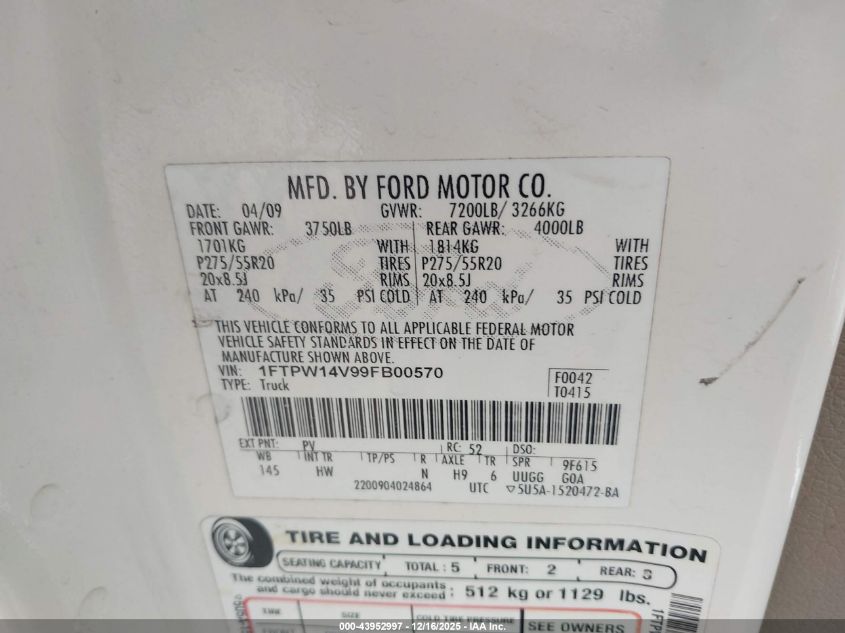 MFD. BY FORD MOTOR CO.
DATE: 04/09 GVWR: 7200LB/ 3266KG
FRONT GAWR: 3750LB REAR GAWR: 4000LB
1701KG WITH 1814KG WITH
P275/55R20 TIRES P275/55R20 TIRES
20x8.5J RIMS 20x8.5J RIMS
AT 240 kPa/ 35 PSI COLD AT 240 kPa/ 35 PSI COLD
THIS VEHICLE CONFORMS TO ALL APPLICABLE FEDERAL MOTOR
VEHICLE SAFETY STANDARDS IN EFFECT ON THE DATE OF
MANUFACTURE SHOWN ABOVE.
VIN: 1FTPW14V99FB00570 F0042
TYPE: Truck T0415
EXT PNT: PV RC: 52 DSO:
WB INT TR TP/PS R AXLE TR SPR 9F615
145 HW N H9 6 UUGG G0A
2200904024864 UTC 5U5A-1520472-BA
TIRE AND LOADING INFORMATION
SEATING CAPACITY TOTAL : 5 FRONT: 2 REAR: 3
The combined weight of occupants
and cargo should never exceed : 512 kg or 1129 lbs.
TIRE SIZE COLD TIRE PRESSURE SEE OWNERS
000-43952997 - 12/16/2025 - IAA Inc.